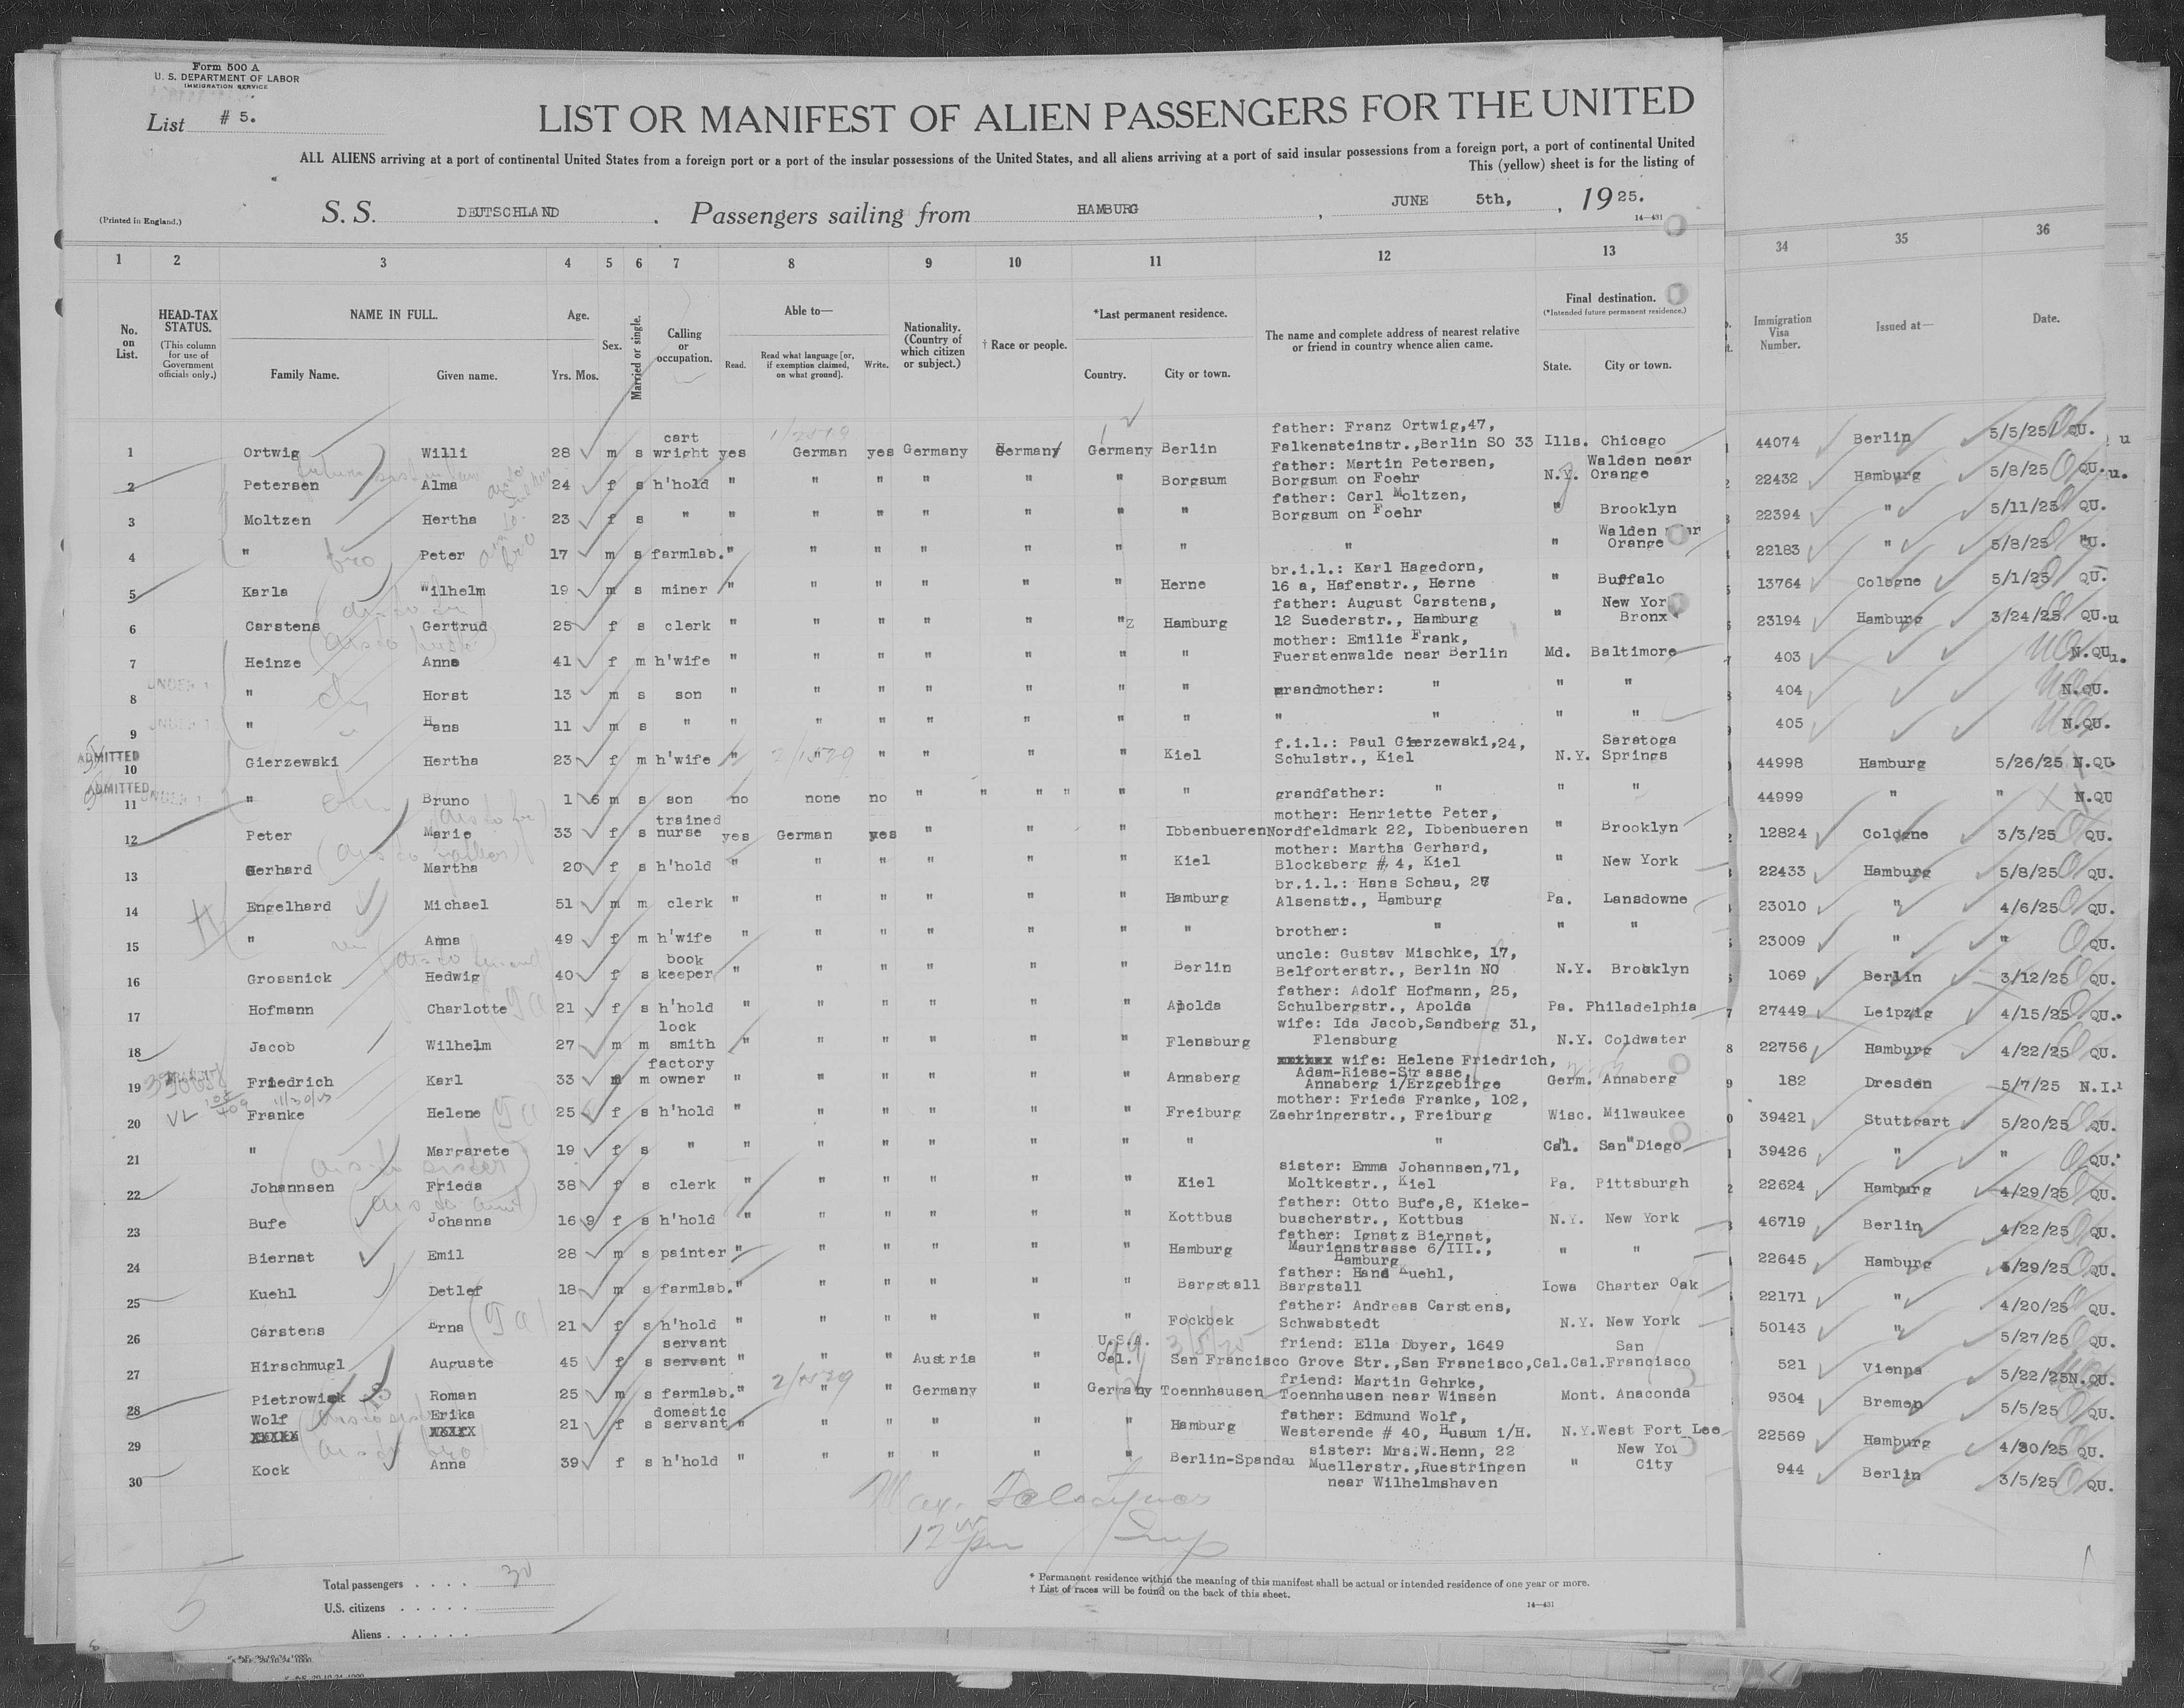 Form 500 A
U. S. DEPARTMENT OF LABOR
IMMIGRATION SERVICE
List # 5.
LIST OR MANIFEST OF ALIEN PASSENGERS FOR THE UNITED
ALL ALIENS arriving at a port of continental United States from a foreign port or a port of the insular possessions of the United States, and all aliens arriving at a port of said insular possessions from a foreign port, a port of continental United
This (yellow) sheet is for the listing of
(Printed in England.) S. S. DEUTSCHLAND . Passengers sailing from HAMBURG , JUNE 5th, , 19 25.
14—431
1 2 3 4 5 6 7 8 9 10 11 12 13 34 35 36
No. on List.
HEAD-TAX STATUS. (This column for use of Government officials only.)
NAME IN FULL. Family Name. Given name.
Age. Yrs. Mos.
Sex.
Married or single.
Calling or occupation.
Able to— Read. Read what language [or, if exemption claimed, on what ground]. Write.
Nationality. (Country of which citizen or subject.)
† Race or people.
*Last permanent residence. Country. City or town.
The name and complete address of nearest relative or friend in country whence alien came.
Final destination. (*Intended future permanent residence.) State. City or town.
Immigration Visa Number.
Issued at—
Date.
1 Ortwig Willi 28 m s cart wright yes German yes Germany Germany Germany Berlin father: Franz Ortwig,47, Falkensteinstr.,Berlin SO 33 Ills. Chicago 44074 Berlin 5/5/25 QU.
2 Petersen Alma 24 f s h'hold " " " " " " Borgsum father: Martin Petersen, Borgsum on Foehr N.Y. Walden near Orange 22432 Hamburg 5/8/25 QU.
3 Moltzen Hertha 23 f s " " " " " " " " father: Carl Moltzen, Borgsum on Foehr " Brooklyn 22394 " 5/11/25 QU.
4 " Peter 17 m s farmlab. " " " " " " " " " Walden near Orange 22183 " 5/8/25 "U.
5 Karla Wilhelm 19 m s miner " " " " " " Herne br.i.l.: Karl Hagedorn, 16 a, Hafenstr., Herne " Buffalo 13764 Cologne 5/1/25 QU.
6 Carstens Gertrud 25 f s clerk " " " " " " Hamburg father: August Carstens, 12 Suederstr., Hamburg " New York Bronx 23194 Hamburg 3/24/25 QU.
7 Heinze Anna 41 f m h'wife " " " " " " " mother: Emilie Frank, Fuerstenwalde near Berlin Md. Baltimore 403 N.QU.
8 " Horst 13 m s son " " " " " " " grandmother: " " " 404 N.QU.
9 " Hans 11 m s " " " " " " " " " " " " 405 N.QU.
ADMITTED
10 Gierzewski Hertha 23 f m h'wife " " " " " " Kiel f.i.l.: Paul Gierzewski,24, Schulstr., Kiel N.Y. Saratoga Springs 44998 Hamburg 5/26/25 N.QU
ADMITTED
11 " Bruno 1 6 m s son no none no " " " " " " grandfather: " " " 44999 " " N.QU
12 Peter Marie 33 f s trained nurse yes German yes " " " Ibbenbueren mother: Henriette Peter, Nordfeldmark 22, Ibbenbueren " Brooklyn 12824 Cologne 3/3/25 QU.
13 Gerhard Martha 20 f s h'hold " " " " " " Kiel mother: Martha Gerhard, Blocksberg # 4, Kiel " New York 22433 Hamburg 5/8/25 QU.
14 Engelhard Michael 51 m m clerk " " " " " " Hamburg br.i.l.: Hans Schau, 27 Alsenstr., Hamburg Pa. Lansdowne 23010 " 4/6/25 QU.
15 " Anna 49 f m h'wife " " " " " " " brother: " " " 23009 " " QU.
16 Grossnick Hedwig 40 f s book keeper " " " " " " Berlin uncle: Gustav Mischke, 17, Belforterstr., Berlin NO N.Y. Brooklyn 1069 Berlin 3/12/25 QU.
17 Hofmann Charlotte 21 f s h'hold " " " " " " Apolda father: Adolf Hofmann, 25, Schulbergstr., Apolda Pa. Philadelphia 27449 Leipzig 4/15/25 QU.
18 Jacob Wilhelm 27 m m lock smith " " " " " " Flensburg wife: Ida Jacob,Sandberg 31, Flensburg N.Y. Coldwater 22756 Hamburg 4/22/25 QU.
19 Friedrich Karl 33 m m factory owner " " " " " " Annaberg wife: Helene Friedrich, Adam-Riese-Strasse, Annaberg i/Erzgebirge Germ. Annaberg 182 Dresden 5/7/25 N.I.
20 Franke Helene 25 f s h'hold " " " " " " Freiburg mother: Frieda Franke, 102, Zaehringerstr., Freiburg Wisc. Milwaukee 39421 Stuttgart 5/20/25 QU.
21 " Margarete 19 f s " " " " " " " " " Cal. San Diego 39426 " " QU.
22 Johannsen Frieda 38 f s clerk " " " " " " Kiel sister: Emma Johannsen,71, Moltkestr., Kiel Pa. Pittsburgh 22624 Hamburg 4/29/25 QU.
23 Bufe Johanna 16 9 f s h'hold " " " " " " Kottbus father: Otto Bufe,8, Kieke-buscherstr., Kottbus N.Y. New York 46719 Berlin 4/22/25 QU.
24 Biernat Emil 28 m s painter " " " " " " Hamburg father: Ignatz Biernat, Maurienstrasse 6/III., Hamburg " " 22645 Hamburg 4/29/25 QU.
25 Kuehl Detlef 18 m s farmlab. " " " " " " Bargstall father: Hans Kuehl, Bargstall Iowa Charter Oak 22171 " 4/20/25 QU.
26 Carstens Erna 21 f s h'hold " " " " " " Fockbek father: Andreas Carstens, Schwabstedt N.Y. New York 50143 " 5/27/25 QU.
27 Hirschmugl Auguste 45 f s servant servant " " " Austria " U.S.A. Cal. San Francisco friend: Ella Doyer, 1649 Grove Str.,San Francisco,Cal. Cal. San Francisco 521 Vienna 5/22/25 N.QU.
28 Pietrowiak Roman 25 m s farmlab. " " " Germany " Germany Toennhausen friend: Martin Gehrke, Toennhausen near Winsen Mont. Anaconda 9304 Bremen 5/5/25 QU.
29 Wolf Erika 21 f s domestic servant " " " " " " Hamburg father: Edmund Wolf, Westerende # 40, Husum i/H. N.Y. West Fort Lee 22569 Hamburg 4/30/25 QU.
30 Kock Anna 39 f s h'hold " " " " " " Berlin-Spandau sister: Mrs.W.Henn, 22 Muellerstr.,Ruestringen near Wilhelmshaven " New York City 944 Berlin 3/5/25 QU.
Total passengers . . . . 30
U.S. citizens . . . . .
Aliens . . . . . .
5
* Permanent residence within the meaning of this manifest shall be actual or intended residence of one year or more.
† List of races will be found on the back of this sheet.
14—431